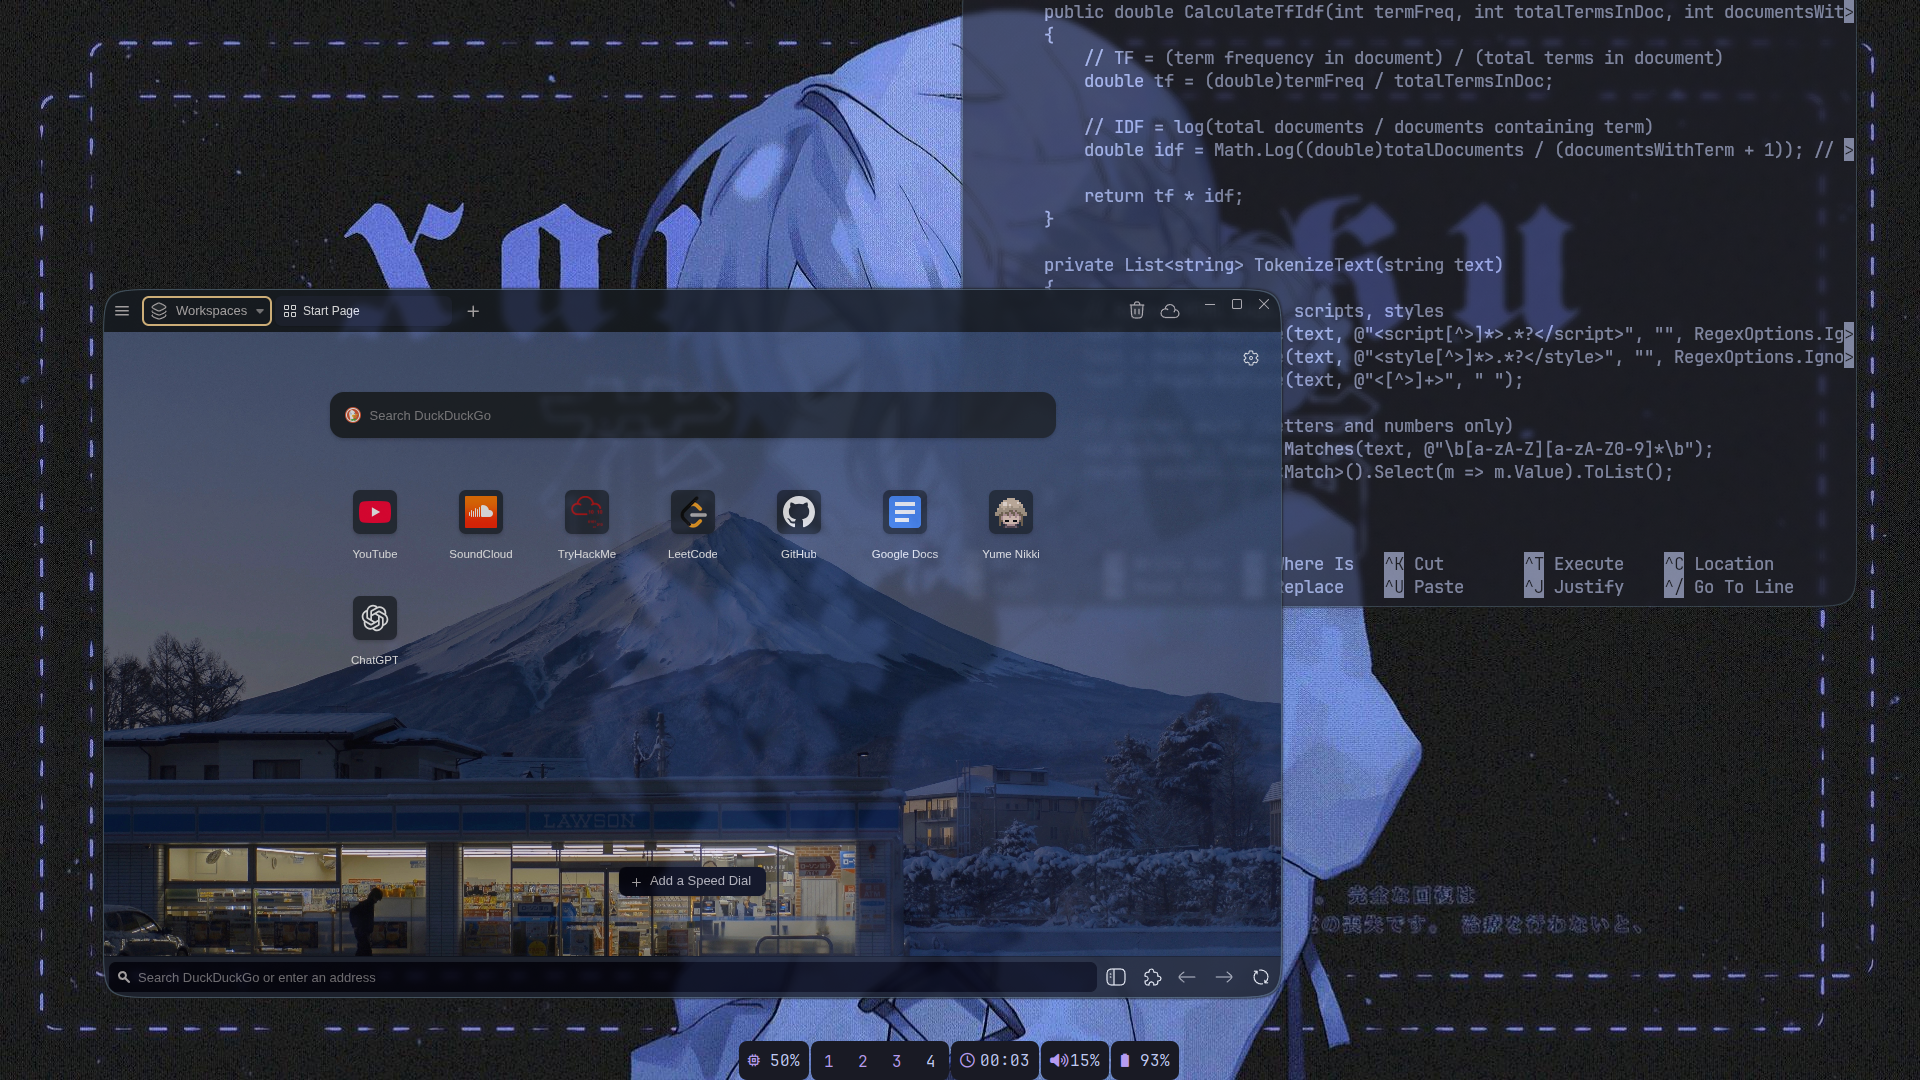 public double CalculateTfIdf(int termFreq, int totalTermsInDoc, int documentsWit>
{
// TF = (term frequency in document) / (total terms in document)
double tf = (double)termFreq / totalTermsInDoc;
// IDF = log(total documents / documents containing term)
double idf = Math.Log((double)totalDocuments / (documentsWithTerm + 1)); // >
return tf * idf;
}
private List<string> TokenizeText(string text)
{
scripts, styles
(text, @"<script[^>]*>.*?</script>", "", RegexOptions.Ig>
(text, @"<style[^>]*>.*?</style>", "", RegexOptions.Igno>
(text, @"<[^>]+>", " ");
etters and numbers only)
Matches(text, @"\b[a-zA-Z][a-zA-Z0-9]*\b");
Match>().Select(m => m.Value).ToList();
here Is ^K Cut ^T Execute ^C Location
eplace ^U Paste ^J Justify ^/ Go To Line
Workspaces Start Page
Search DuckDuckGo
YouTube SoundCloud TryHackMe LeetCode GitHub Google Docs Yume Nikki
ChatGPT
LAWSON
Add a Speed Dial
Search DuckDuckGo or enter an address
。 完全な回復は
の喪失です。 治療を行わないと、
50% 1 2 3 4 00:03 15% 93%